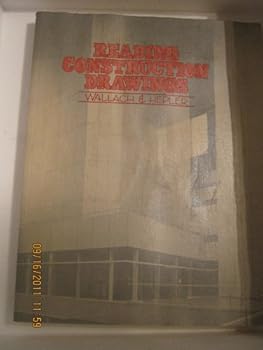 READING
CONSTRUCTION
DRAWINGS
WALLACH & HEPLER
09/16/2011 11:59